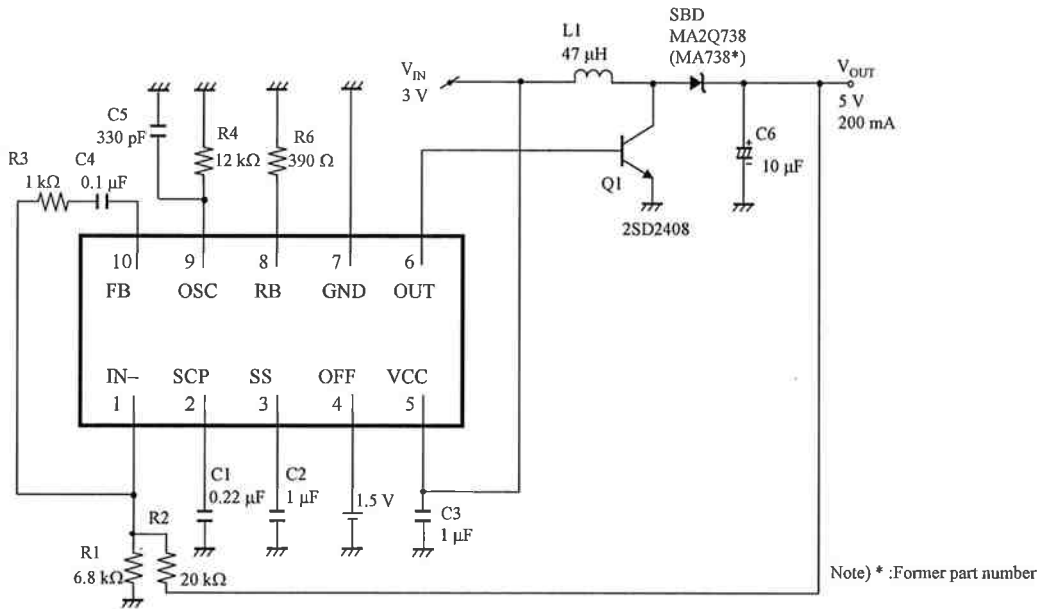 SBD
MA2Q738
(MA738*)
L1
47 µH
V_IN
3 V
V_OUT
5 V
200 mA
C5
330 pF
R4
12 kΩ
R6
390 Ω
C6
+
−
10 µF
R3
1 kΩ
C4
0.1 µF
Q1
2SD2408
10 9 8 7 6
FB OSC RB GND OUT
IN− SCP SS OFF VCC
1 2 3 4 5
C1
0.22 µF
C2
1 µF
1.5 V
C3
1 µF
R2
20 kΩ
R1
6.8 kΩ
Note) * :Former part number